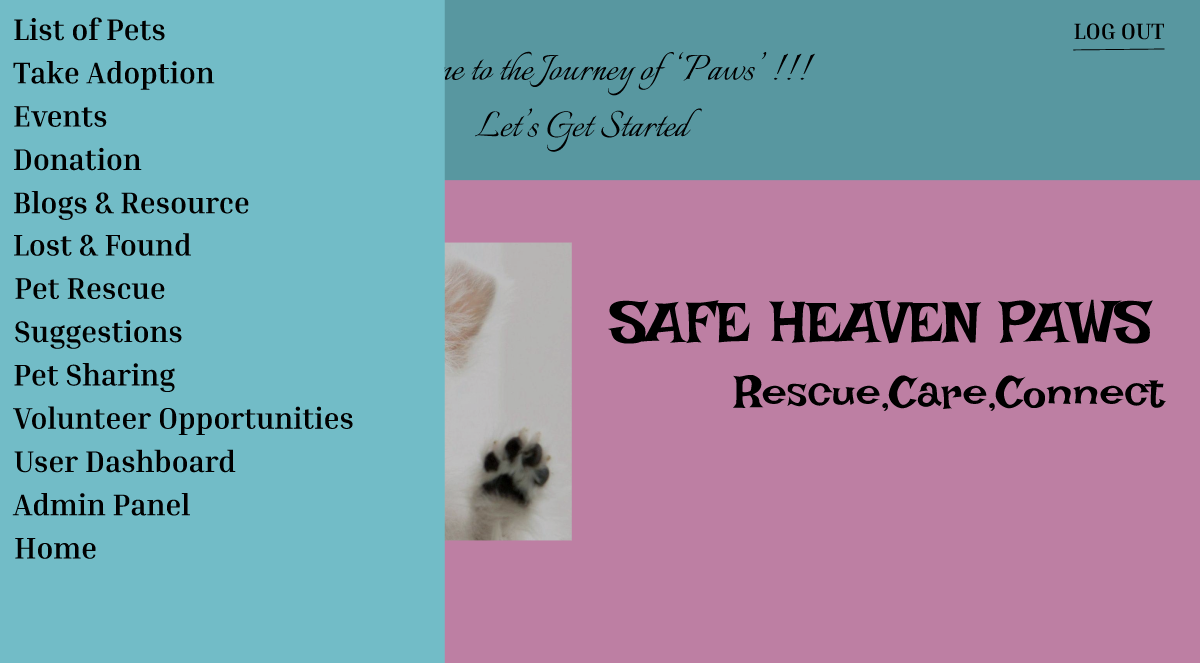 List of Pets
Take Adoption
Events
Donation
Blogs & Resource
Lost & Found
Pet Rescue
Suggestions
Pet Sharing
Volunteer Opportunities
User Dashboard
Admin Panel
Home
LOG OUT
to the Journey of ‘Paws’ !!!
Let’s Get Started
SAFE HEAVEN PAWS
Rescue,Care,Connect